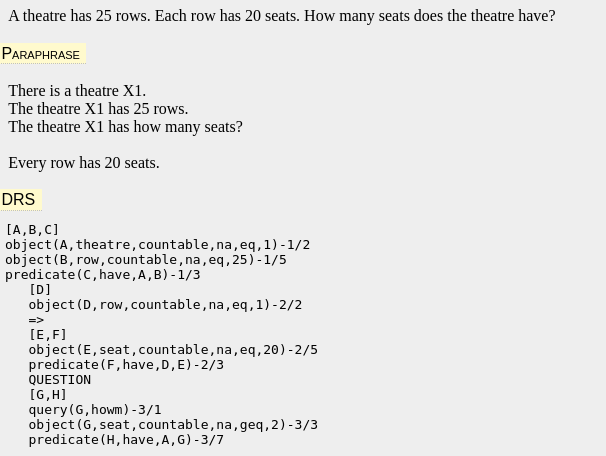 A theatre has 25 rows. Each row has 20 seats. How many seats does the theatre have?
PARAPHRASE
There is a theatre X1.
The theatre X1 has 25 rows.
The theatre X1 has how many seats?
Every row has 20 seats.
DRS
[A,B,C]
object(A,theatre,countable,na,eq,1)-1/2
object(B,row,countable,na,eq,25)-1/5
predicate(C,have,A,B)-1/3
[D]
object(D,row,countable,na,eq,1)-2/2
=>
[E,F]
object(E,seat,countable,na,eq,20)-2/5
predicate(F,have,D,E)-2/3
QUESTION
[G,H]
query(G,howm)-3/1
object(G,seat,countable,na,geq,2)-3/3
predicate(H,have,A,G)-3/7